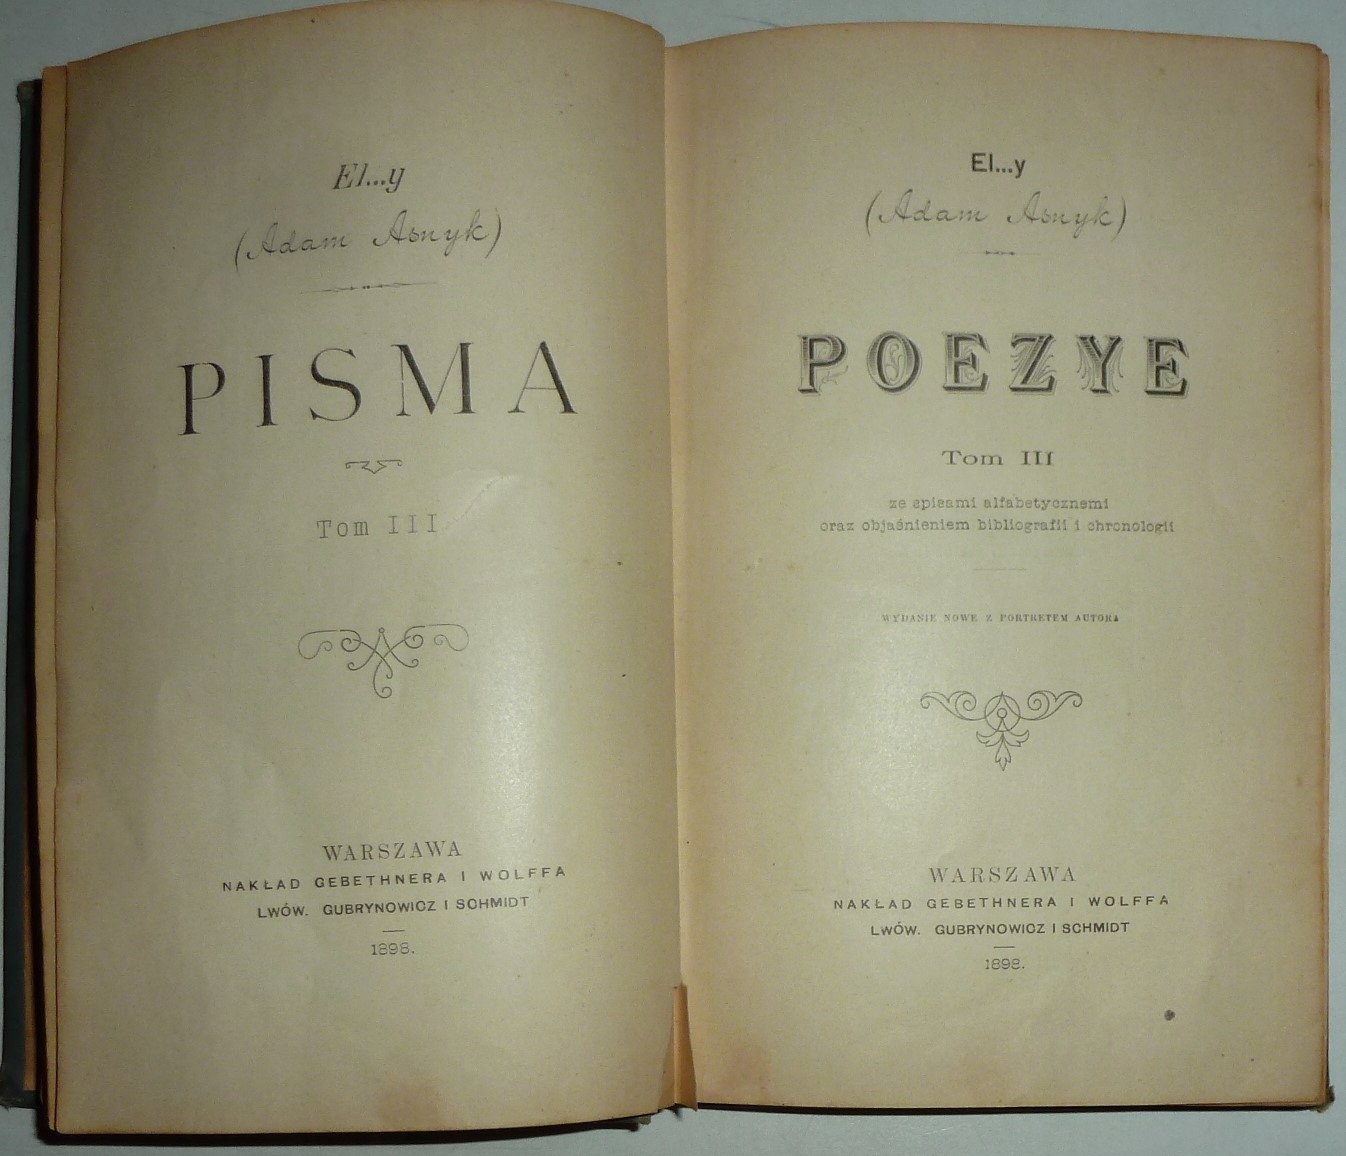 El...y
(Adam Asnyk)
PISMA
Tom III
WARSZAWA
NAKŁAD GEBETHNERA I WOLFFA
LWÓW. GUBRYNOWICZ I SCHMIDT
1898.
El...y
(Adam Asnyk)
POEZYE
Tom III
ze spisami alfabetycznemi
oraz objaśnieniem bibliografii i chronologii
WYDANIE NOWE Z PORTRETEM AUTORA
WARSZAWA
NAKŁAD GEBETHNERA I WOLFFA
LWÓW. GUBRYNOWICZ I SCHMIDT
1898.